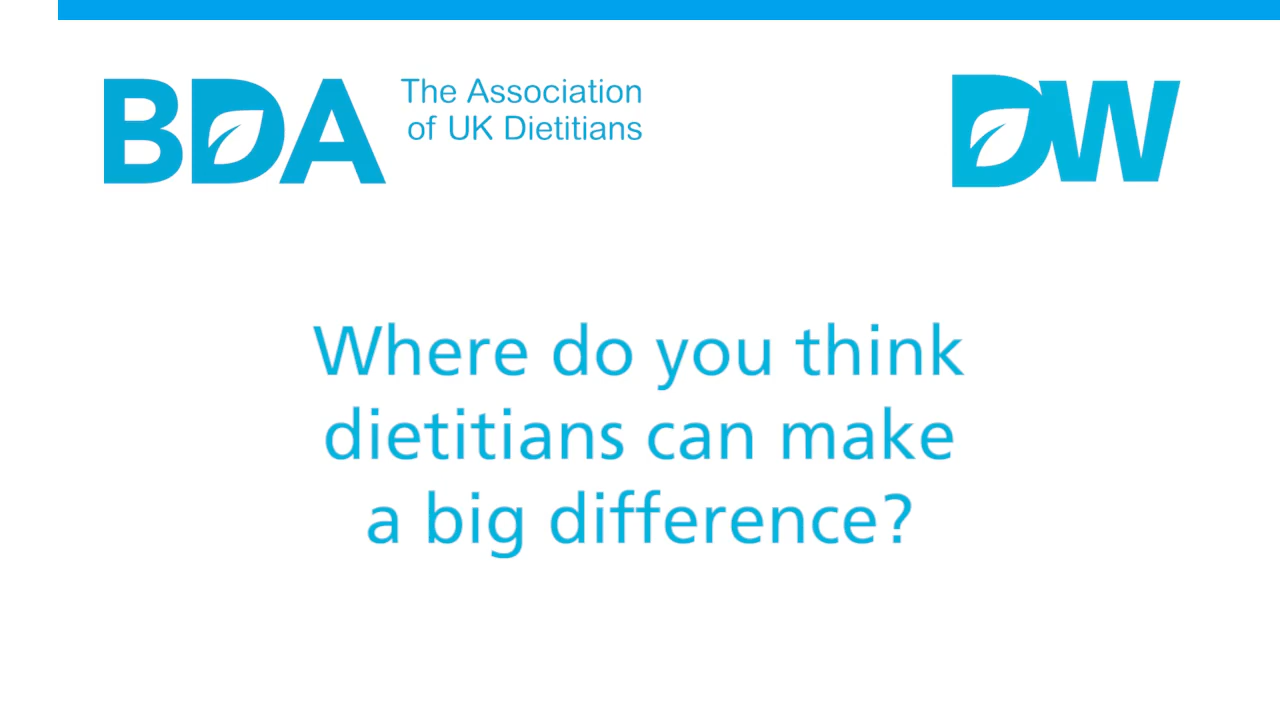 BDA
The Association
of UK Dietitians
DW
Where do you think
dietitians can make
a big difference?